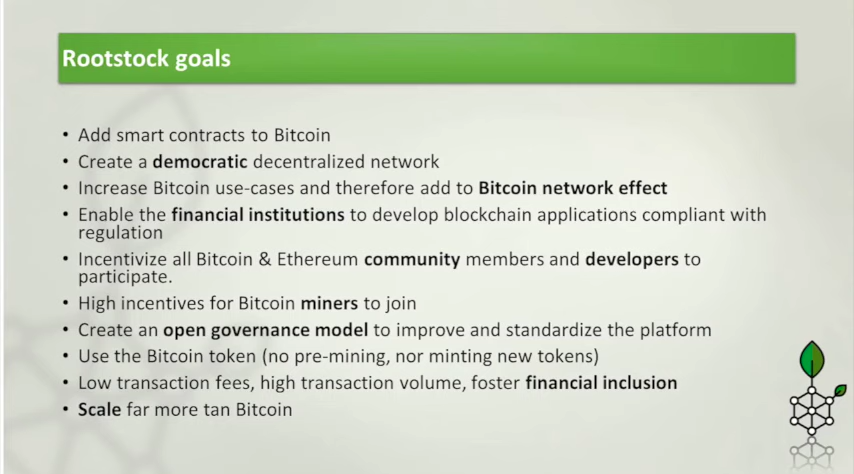 Rootstock goals
• Add smart contracts to Bitcoin
• Create a democratic decentralized network
• Increase Bitcoin use-cases and therefore add to Bitcoin network effect
• Enable the financial institutions to develop blockchain applications compliant with
regulation
• Incentivize all Bitcoin & Ethereum community members and developers to
participate.
• High incentives for Bitcoin miners to join
• Create an open governance model to improve and standardize the platform
• Use the Bitcoin token (no pre-mining, nor minting new tokens)
• Low transaction fees, high transaction volume, foster financial inclusion
• Scale far more tan Bitcoin